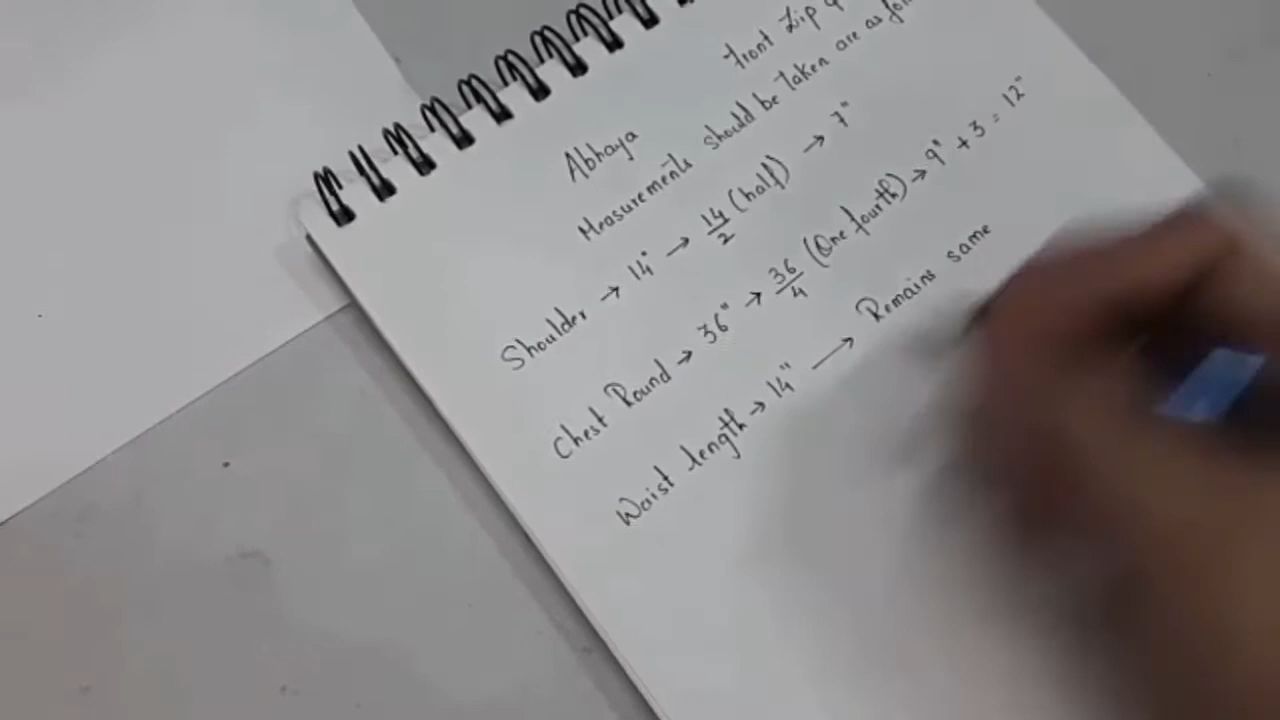 Front Zip
Abhaya
Measurements should be taken are as
Shoulder → 14" → 14/2 (half) → 7"
Chest Round → 36" → 36/4 (One fourth) → 9" + 3 = 12"
Waist length → 14" → Remains same